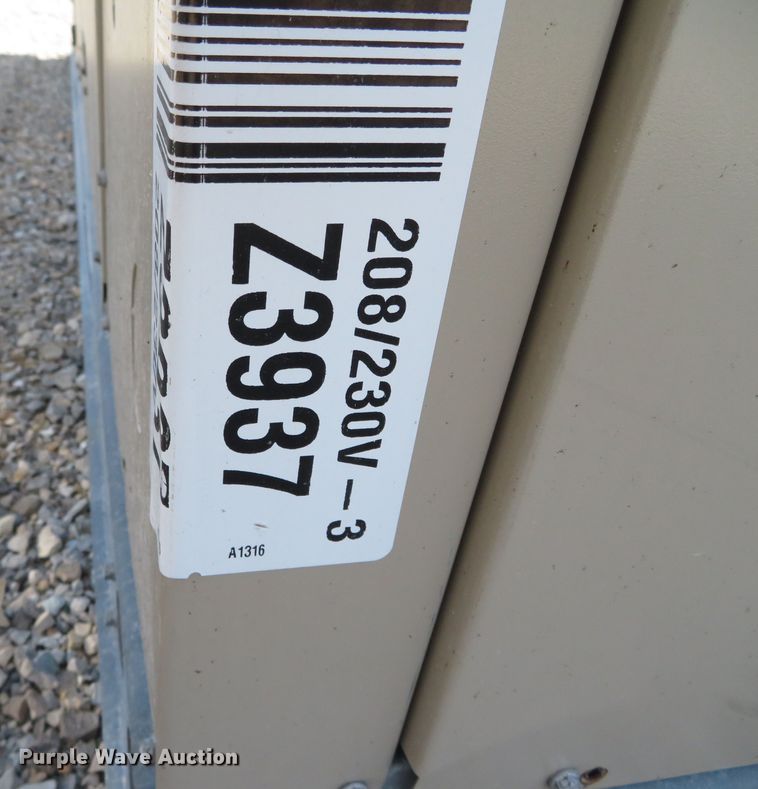 208/230V-3
Z3937
A1316
Purple Wave Auction